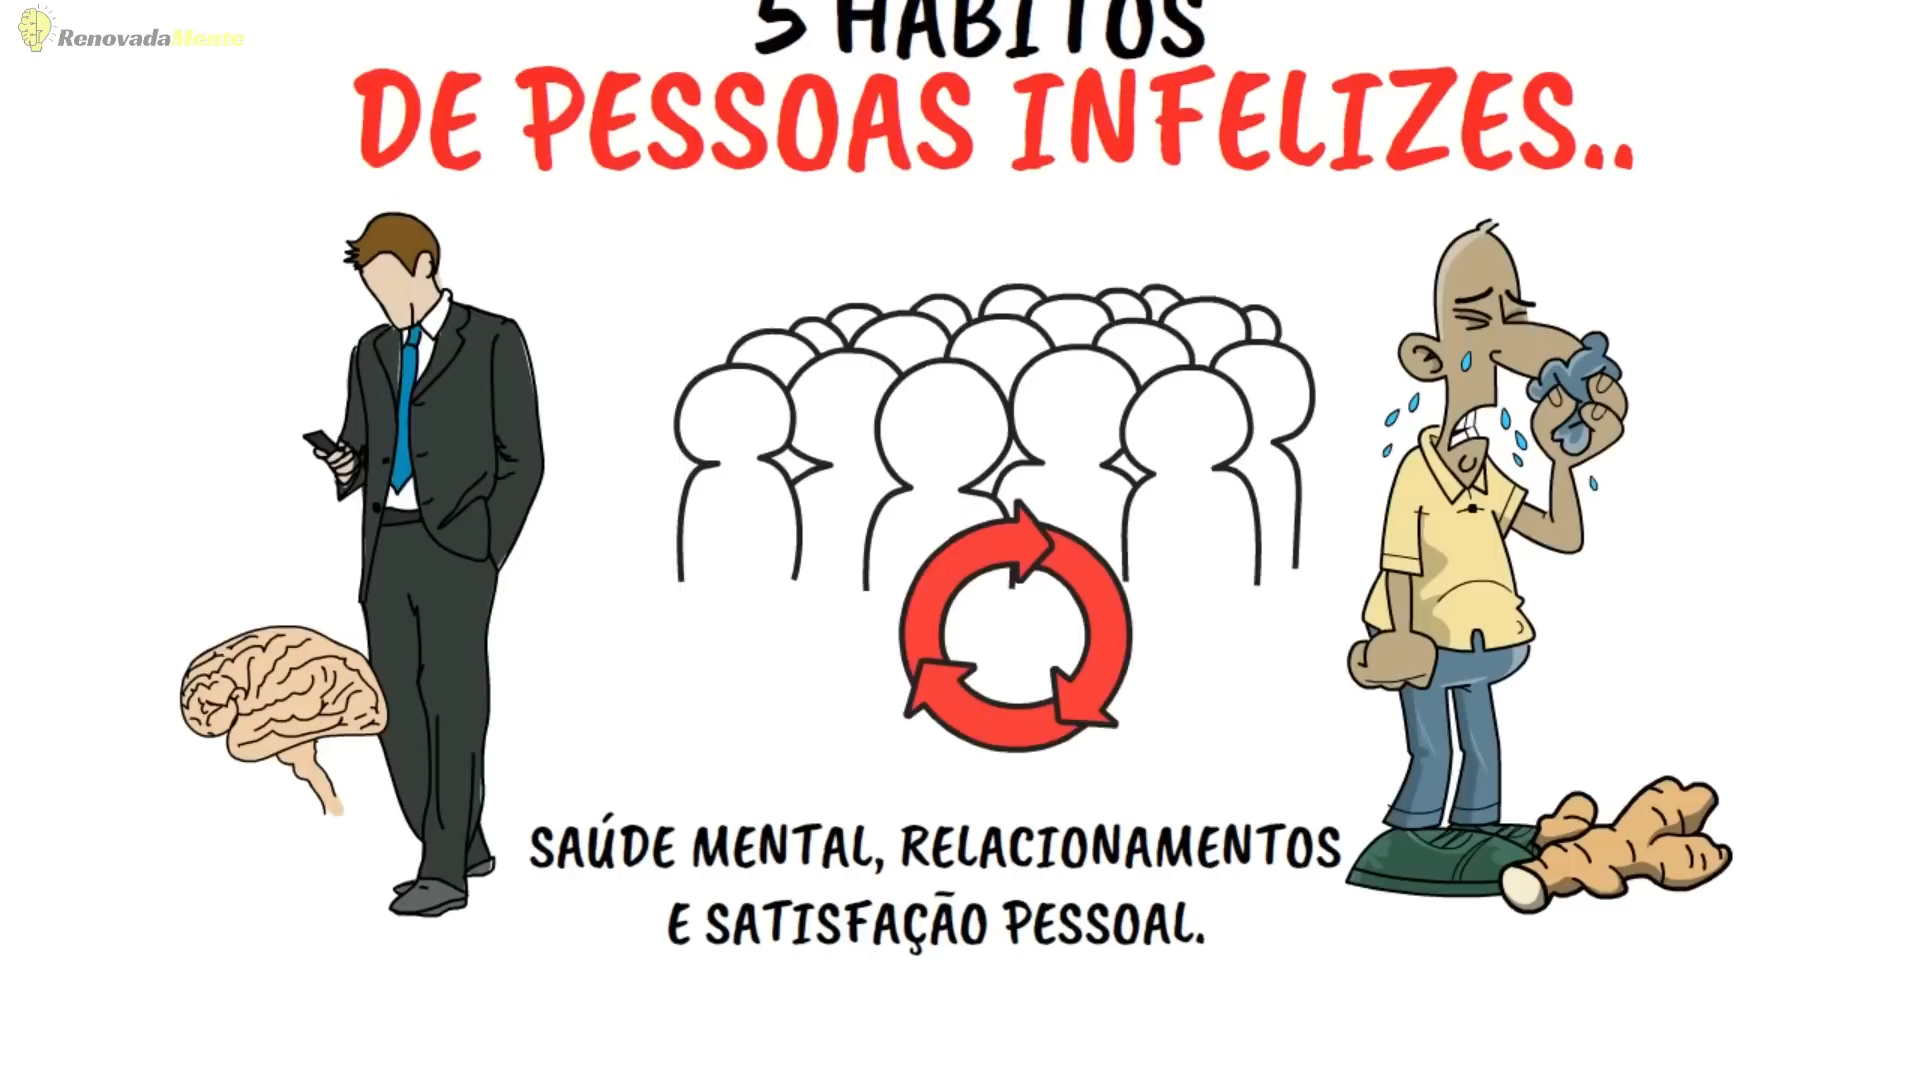 RenovadaMente
5 HÁBITOS
DE PESSOAS INFELIZES..
SAÚDE MENTAL, RELACIONAMENTOS
E SATISFAÇÃO PESSOAL.